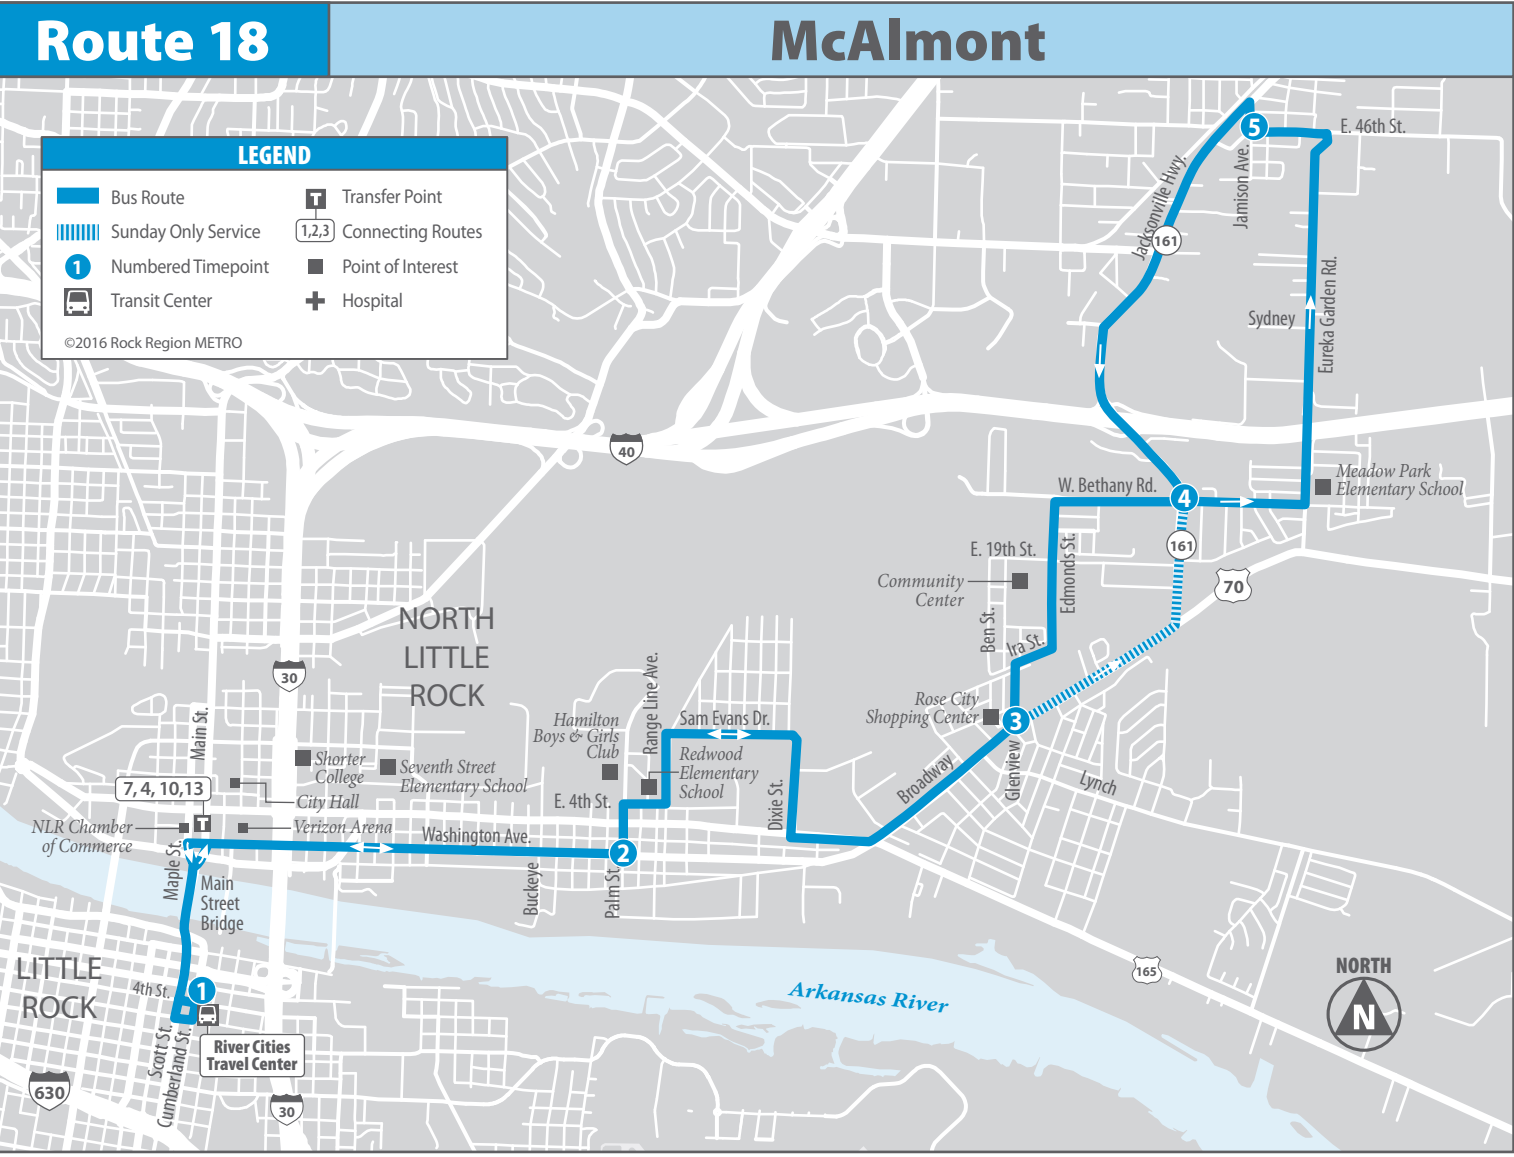 Route 18
McAlmont
LEGEND
Bus Route
Sunday Only Service
1
Numbered Timepoint
Transit Center
T
Transfer Point
1,2,3
Connecting Routes
Point of Interest
Hospital
©2016 Rock Region METRO
5
E. 46th St.
Jamison Ave.
Jacksonville Hwy.
161
Sydney
Eureka Garden Rd.
40
Meadow Park
Elementary School
W. Bethany Rd.
4
161
E. 19th St.
Edmonds St.
Community
Center
70
Ben St.
Ira St.
NORTH
LITTLE
ROCK
30
Rose City
Shopping Center
3
Glenview
Broadway
Lynch
Main St.
Range Line Ave.
Sam Evans Dr.
Hamilton
Boys & Girls
Club
Redwood
Elementary
School
Shorter
College
Seventh Street
Elementary School
E. 4th St.
Dixie St.
7, 4, 10,13
City Hall
T
NLR Chamber
of Commerce
Verizon Arena
Washington Ave.
2
Maple St.
Main
Street
Bridge
Buckeye
Palm St.
LITTLE
ROCK
4th St.
1
River Cities
Travel Center
Scott St.
Cumberland St.
630
30
Arkansas River
165
NORTH
N